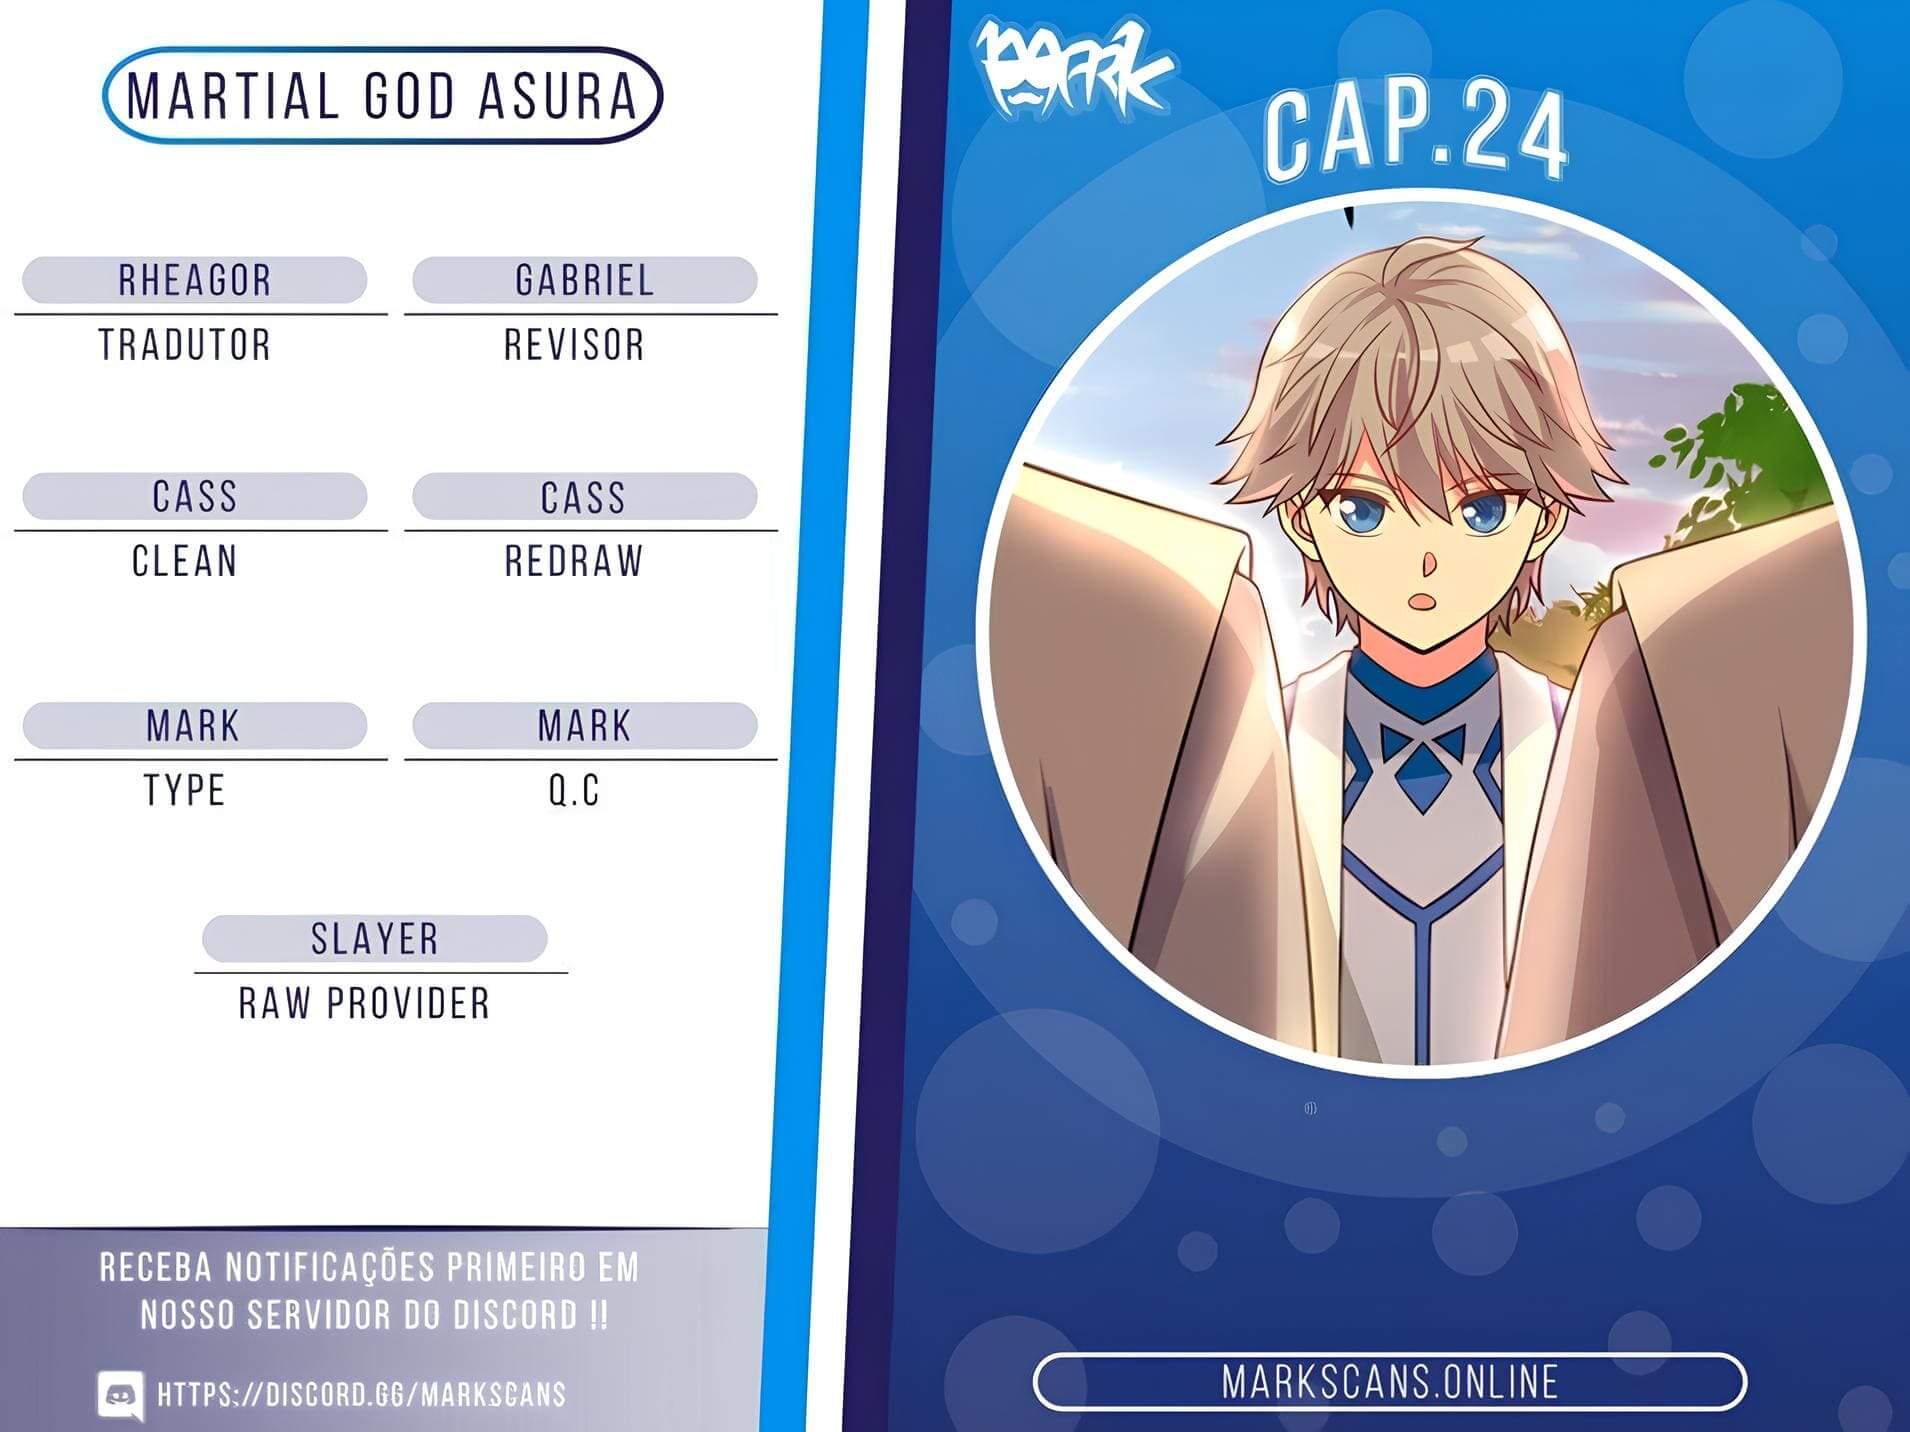 MARTIAL GOD ASURA
RHEAGOR
TRADUTOR
GABRIEL
REVISOR
CASS
CLEAN
CASS
REDRAW
MARK
TYPE
MARK
Q.C
SLAYER
RAW PROVIDER
RECEBA NOTIFICAÇÕES PRIMEIRO EM
NOSSO SERVIDOR DO DISCORD !!
HTTPS://DISCORD.GG/MARKSCANS
MARK
CAP.24
MARKSCANS.ONLINE